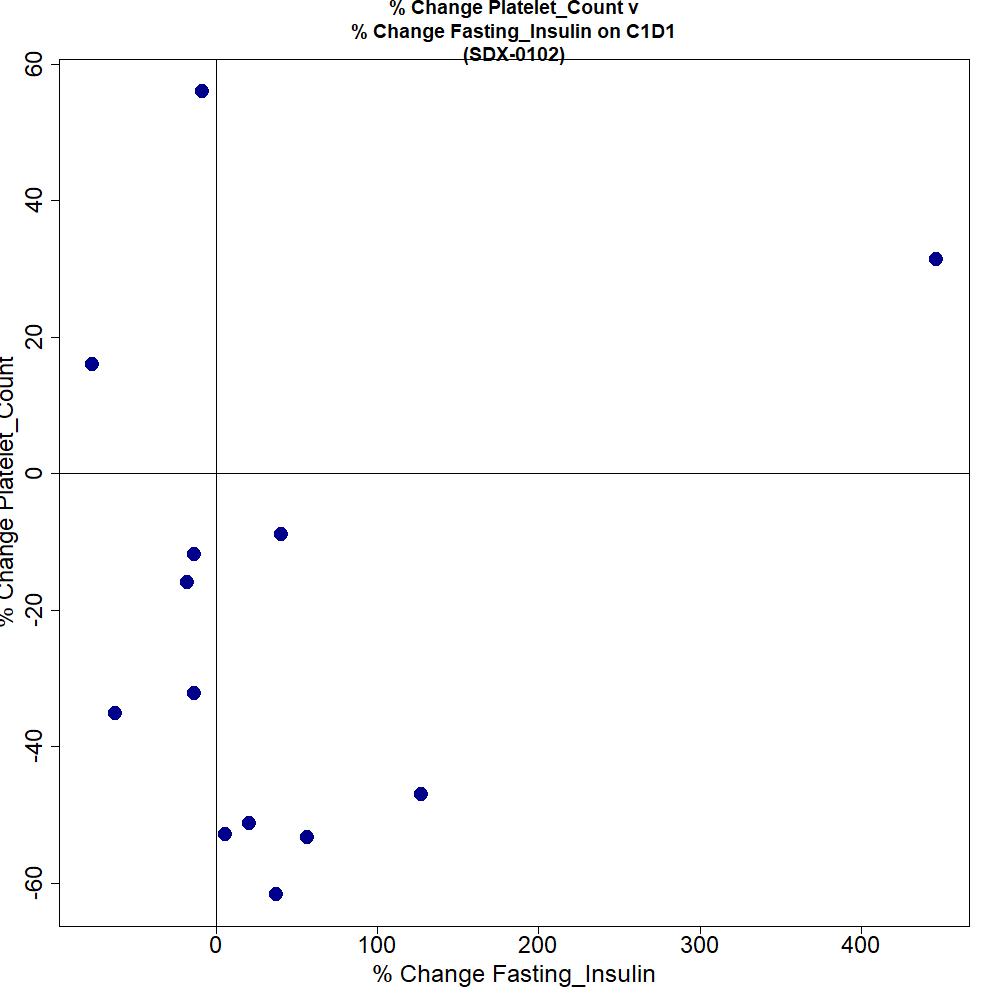 % Change Platelet_Count v
% Change Fasting_Insulin on C1D1
(SDX-0102)
60
40
20
0
-20
-40
-60
% Change Platelet_Count
0
100
200
300
400
% Change Fasting_Insulin